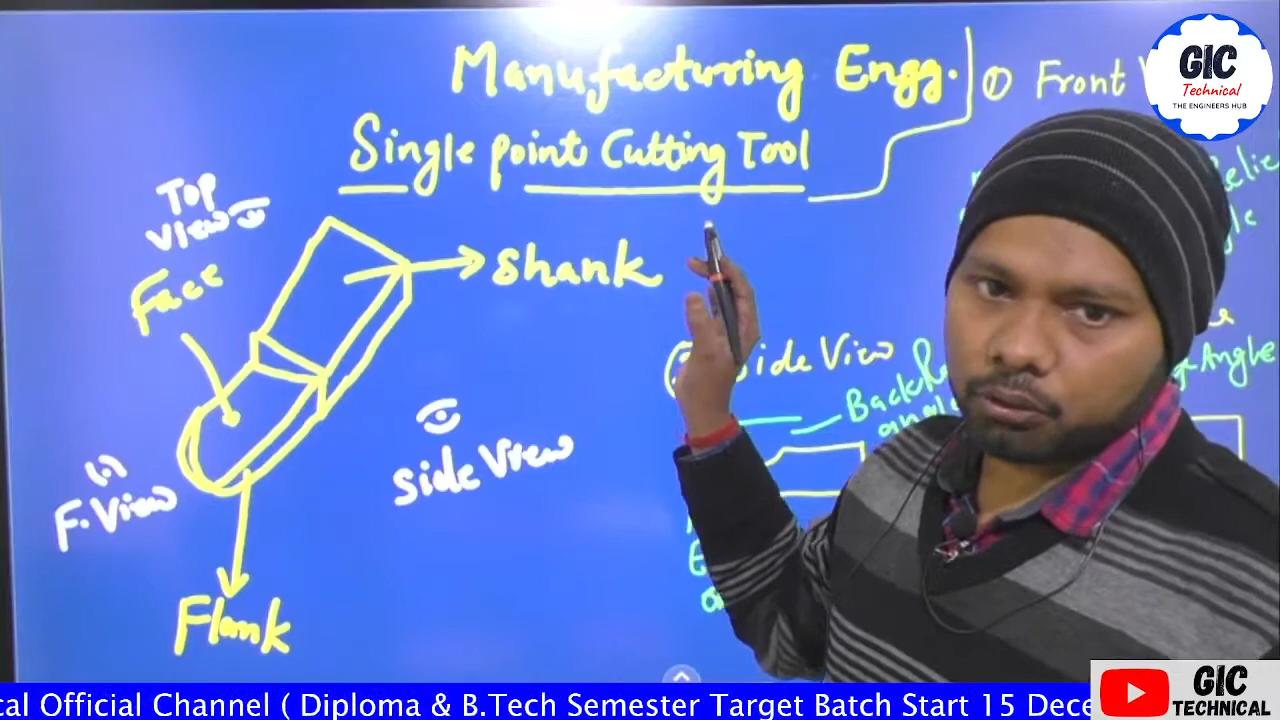 Manufacturing Engg.
Single point Cutting Tool
① Front
GIC
Technical
THE ENGINEERS HUB
Top
View
Face
Shank
Side View
F. View
Flank
Side View
Back
Angle
cal Official Channel ( Diploma & B.Tech Semester Target Batch Start 15 Dece
GIC
TECHNICAL